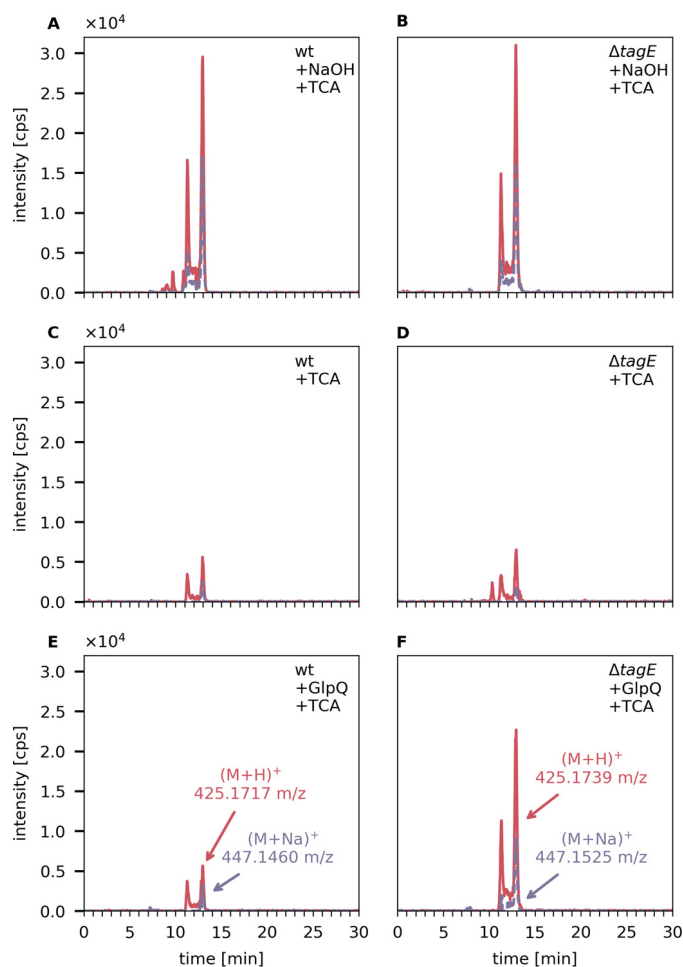 A
×10⁴
3.0
2.5
2.0
1.5
1.0
0.5
0.0
intensity [cps]
wt
+NaOH
+TCA
B
ΔtagE
+NaOH
+TCA
C
×10⁴
3.0
2.5
2.0
1.5
1.0
0.5
0.0
intensity [cps]
wt
+TCA
D
ΔtagE
+TCA
E
×10⁴
3.0
2.5
2.0
1.5
1.0
0.5
0.0
intensity [cps]
wt
+GlpQ
+TCA
(M+H)⁺
425.1717 m/z
(M+Na)⁺
447.1460 m/z
0 5 10 15 20 25 30
time [min]
F
ΔtagE
+GlpQ
+TCA
(M+H)⁺
425.1739 m/z
(M+Na)⁺
447.1525 m/z
0 5 10 15 20 25 30
time [min]